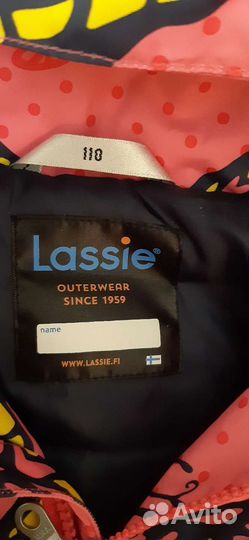 110
Lassie®
OUTERWEAR
SINCE 1959
name
WWW.LASSIE.FI
Avito